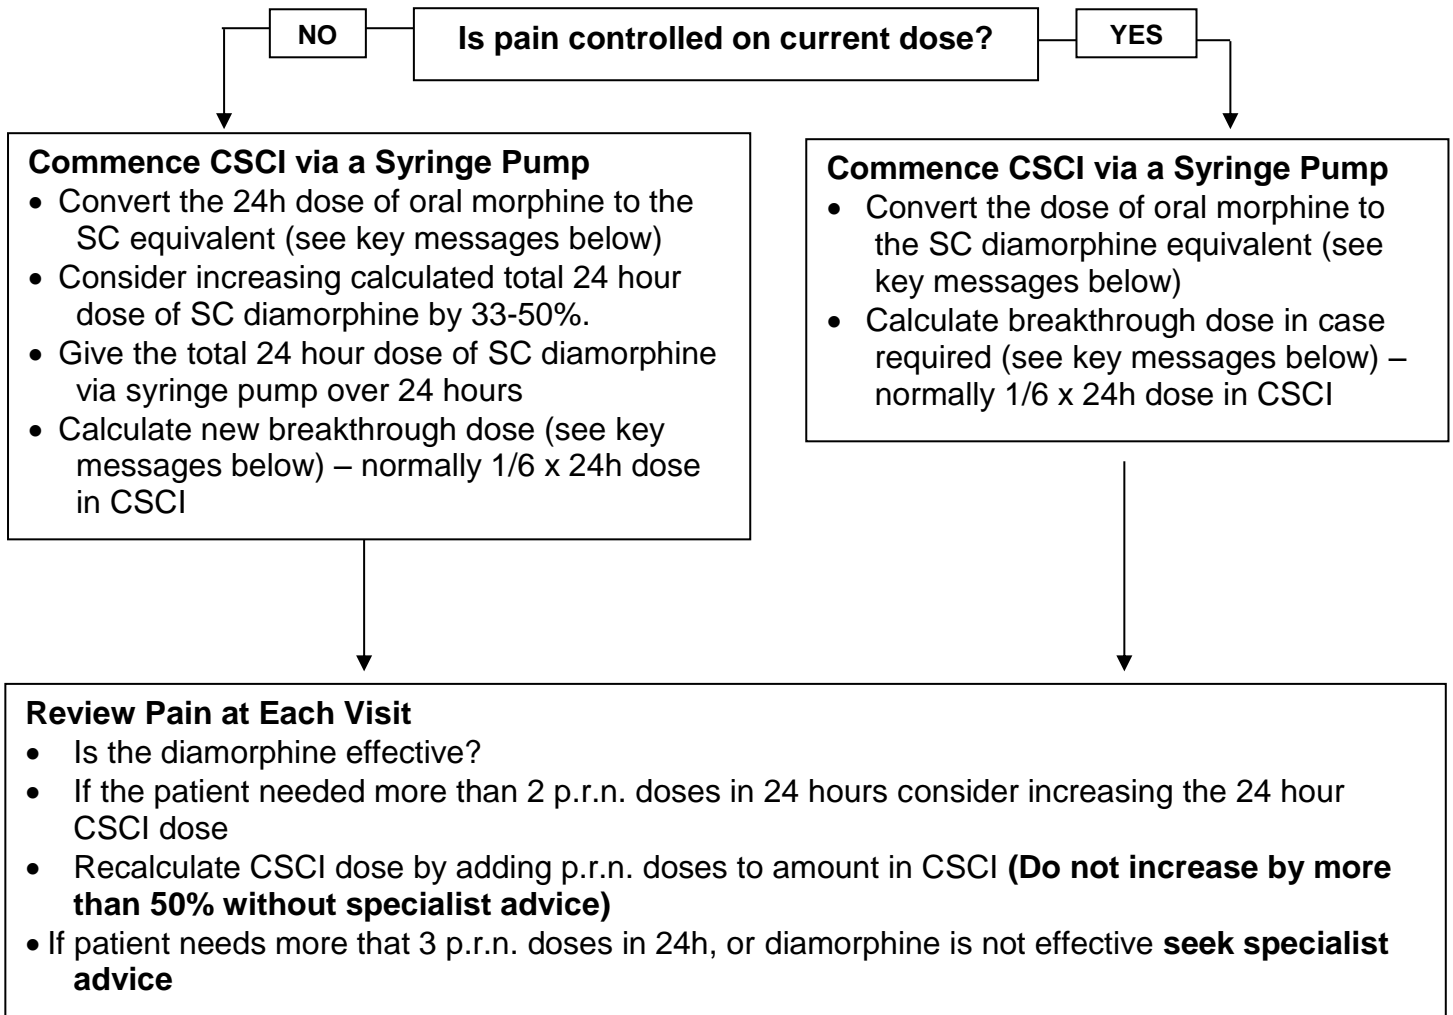 NO
Is pain controlled on current dose?
YES
Commence CSCI via a Syringe Pump
• Convert the 24h dose of oral morphine to the
SC equivalent (see key messages below)
• Consider increasing calculated total 24 hour
dose of SC diamorphine by 33-50%.
• Give the total 24 hour dose of SC diamorphine
via syringe pump over 24 hours
• Calculate new breakthrough dose (see key
messages below) – normally 1/6 x 24h dose
in CSCI
Commence CSCI via a Syringe Pump
• Convert the dose of oral morphine to
the SC diamorphine equivalent (see
key messages below)
• Calculate breakthrough dose in case
required (see key messages below) –
normally 1/6 x 24h dose in CSCI
Review Pain at Each Visit
• Is the diamorphine effective?
• If the patient needed more than 2 p.r.n. doses in 24 hours consider increasing the 24 hour
CSCI dose
• Recalculate CSCI dose by adding p.r.n. doses to amount in CSCI (Do not increase by more
than 50% without specialist advice)
• If patient needs more that 3 p.r.n. doses in 24h, or diamorphine is not effective seek specialist
advice